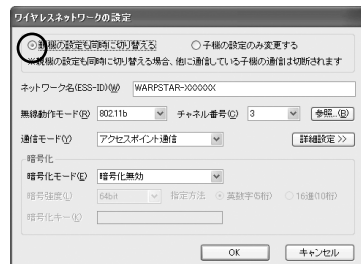 ワイヤレスネットワークの設定
親機の設定も同時に切り替える 子機の設定のみ変更する
※親機の設定も同時に切り替える場合、他に通信している子機の通信は切断されます
ネットワーク名(ESS-ID)(W) WARPSTAR-XXXXXX
無線動作モード(R) 802.11b チャネル番号(C) 3 参照...(B)
通信モード(Y) アクセスポイント通信 詳細設定 >>
暗号化
暗号化モード(E) 暗号化無効
暗号強度(L) 64bit 指定方法 英数字(5桁) 16進(10桁)
暗号化キー(K)
OK キャンセル